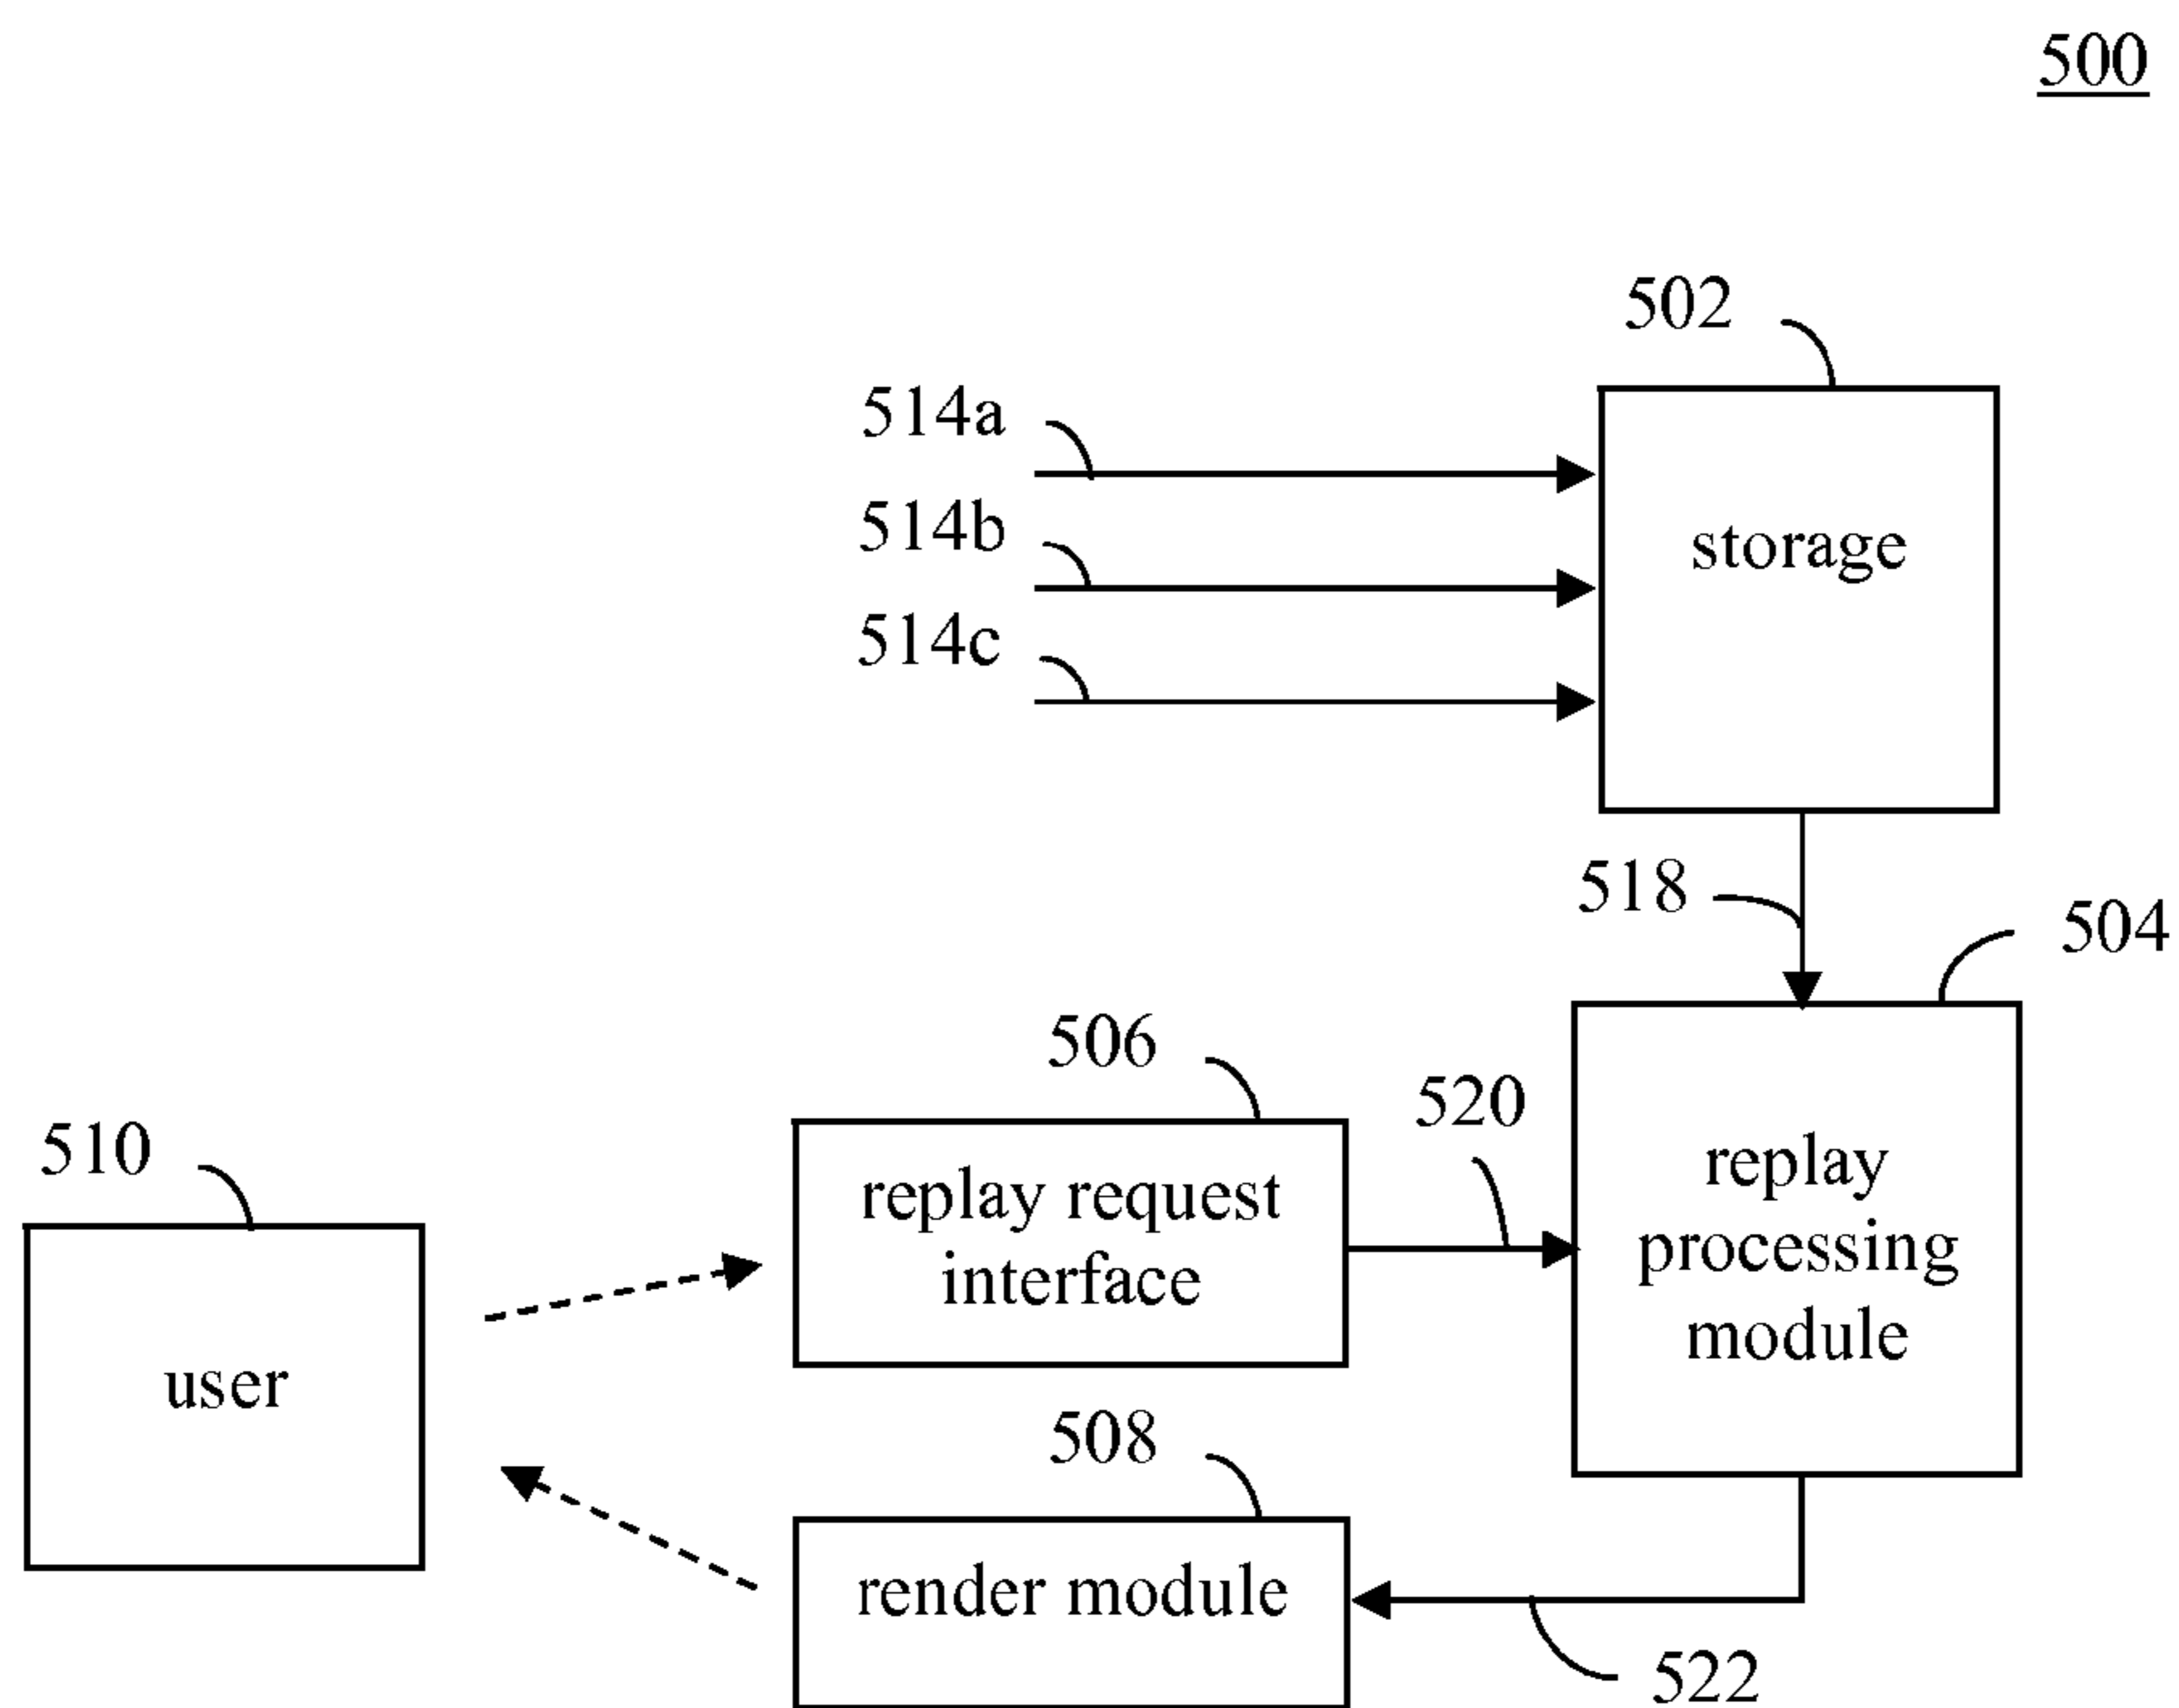 500
502
514a
514b
514c
storage
518
504
506
520
510
replay request
interface
replay
processing
module
user
508
render module
522